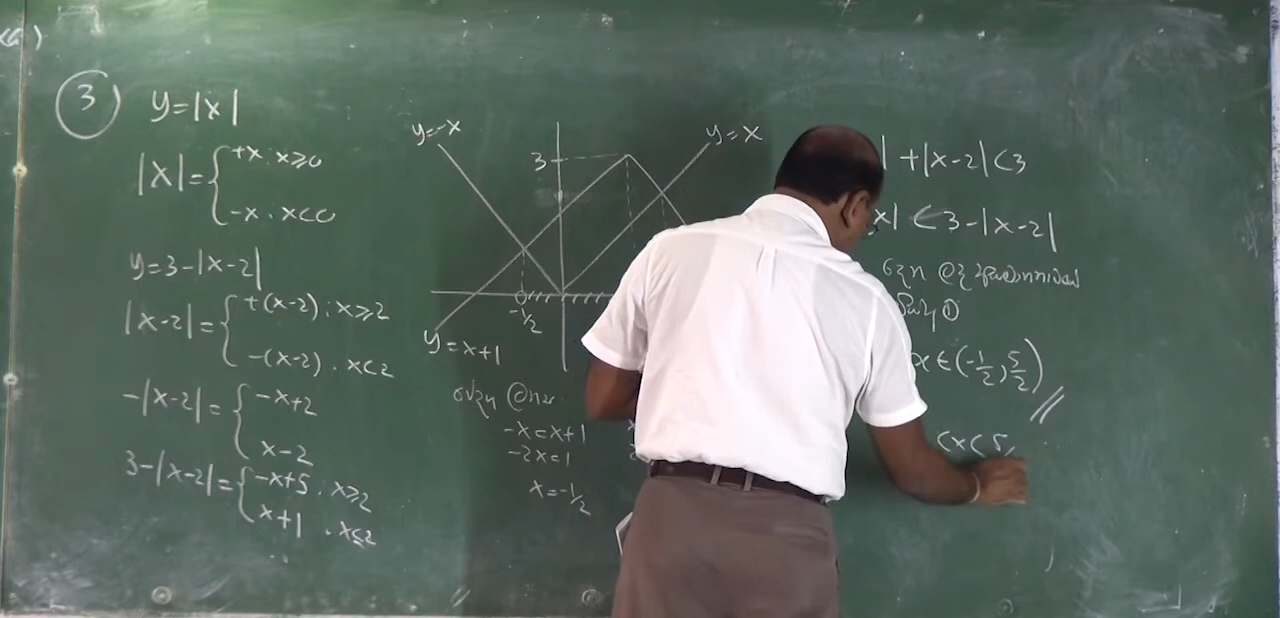 3
y=|x|
|x|={ +x . x≥0
-x . x<0
y=3-|x-2|
|x-2|={ +(x-2) . x≥2
-(x-2) . x<2
-|x-2|={ -x+2
x-2
3-|x-2|={ -x+5 . x≥2
x+1 . x≤2
y=-x
y=x
3
-1/2
y=x+1
-x=x+1
-2x=1
x=-1/2
| +|x-2|<3
x| < 3-|x-2|
x∈(-1/2, 5/2)
<x<5